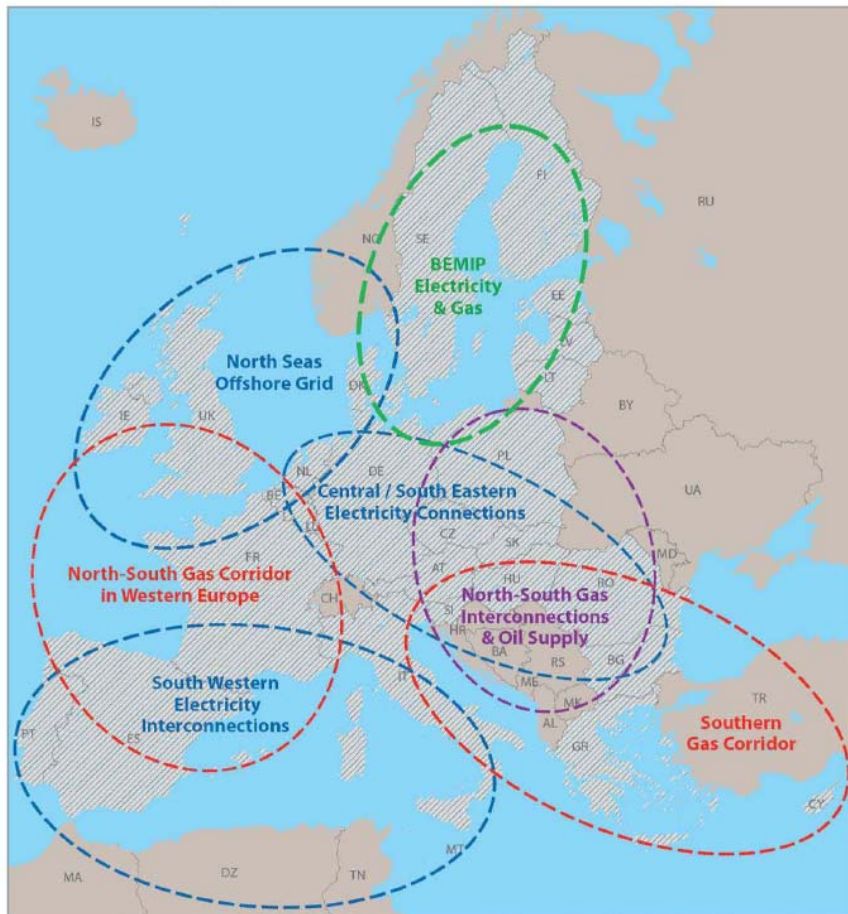 IS
RU
FI
NO
SE
BEMIP
Electricity
& Gas
EE
LV
LT
North Seas
Offshore Grid
DK
BY
IE
UK
PL
NL
DE
UA
BE
Central / South Eastern
Electricity Connections
LU
CZ
SK
MD
FR
AT
HU
RO
North-South Gas Corridor
in Western Europe
CH
SI
North-South Gas
Interconnections
& Oil Supply
HR
BA
RS
BG
IT
ME
South Western
Electricity
Interconnections
MK
TR
AL
Southern
Gas Corridor
PT
ES
GR
CY
MT
MA
DZ
TN